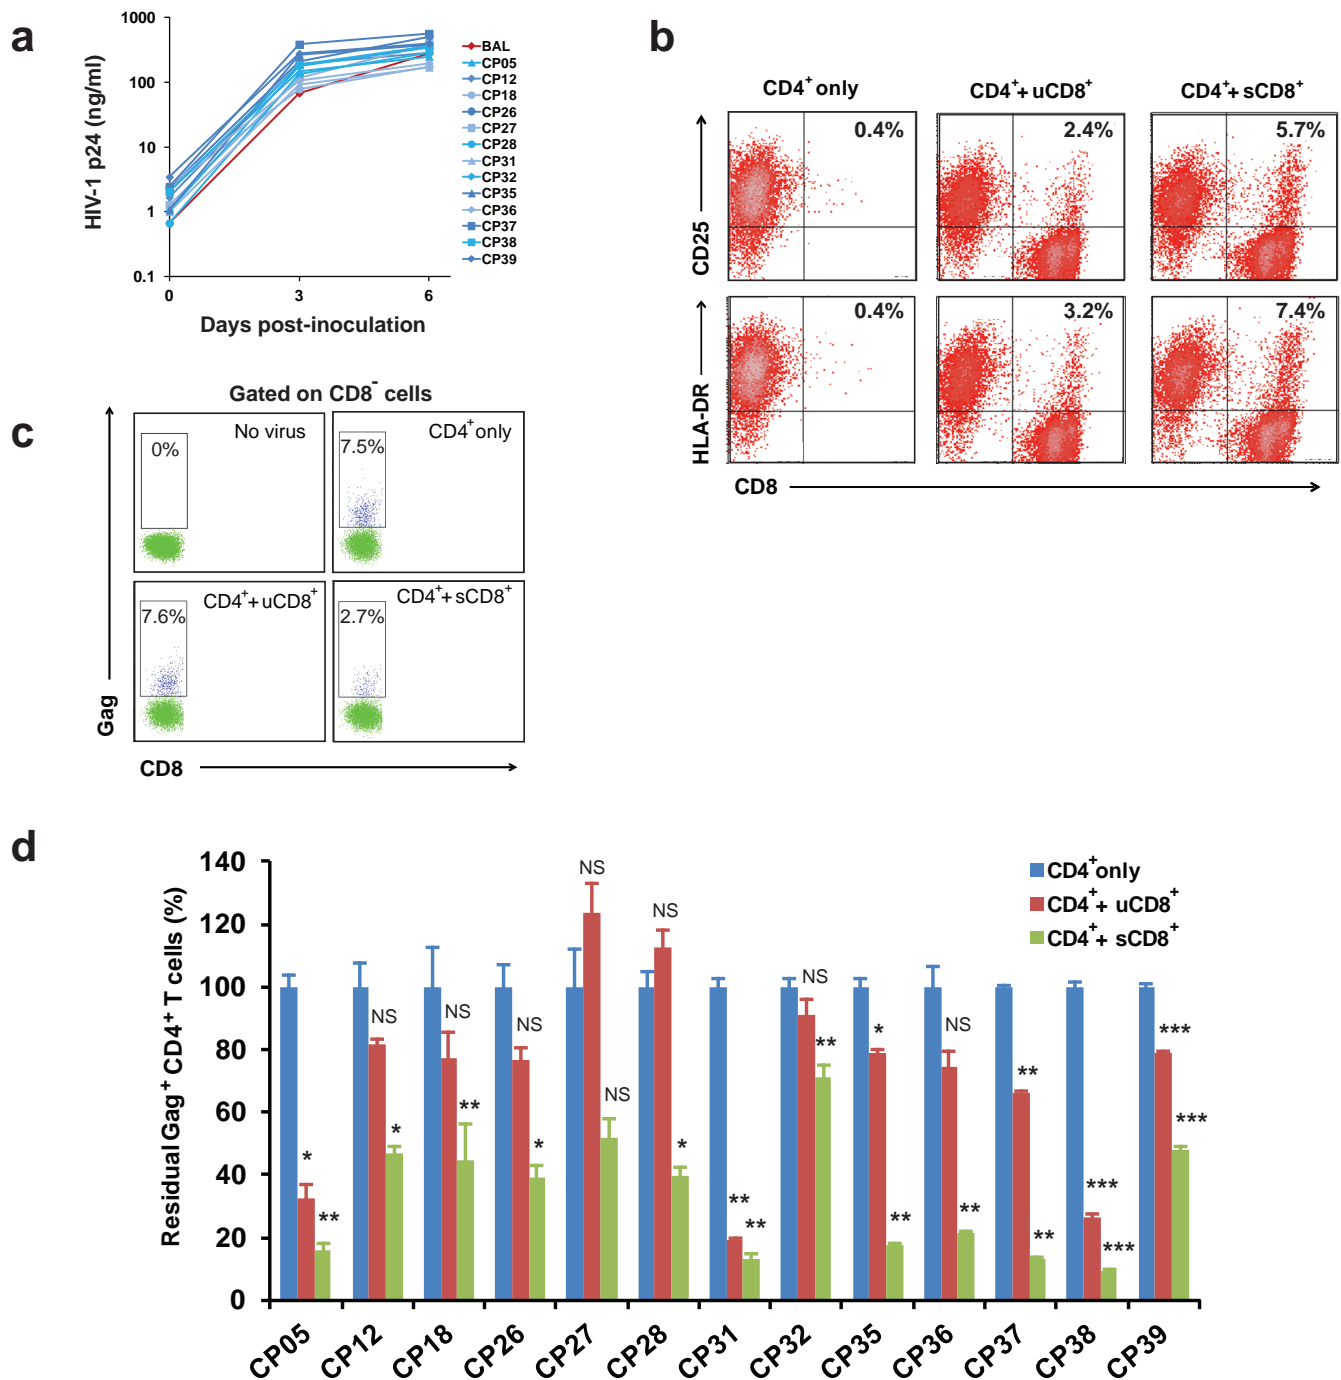 a
HIV-1 p24 (ng/ml)
1000
100
10
1
0.1
0
3
6
Days post-inoculation
BAL
CP05
CP12
CP18
CP26
CP27
CP28
CP31
CP32
CP35
CP36
CP37
CP38
CP39
b
CD4+ only
CD4++ uCD8+
CD4++ sCD8+
CD25
0.4%
2.4%
5.7%
HLA-DR
0.4%
3.2%
7.4%
CD8
c
Gated on CD8- cells
No virus
0%
CD4+ only
7.5%
CD4++ uCD8+
7.6%
CD4++ sCD8+
2.7%
Gag
CD8
d
Residual Gag+ CD4+ T cells (%)
140
120
100
80
60
40
20
0
CD4+ only
CD4++ uCD8+
CD4++ sCD8+
*
**
NS
*
NS
**
NS
*
NS
NS
NS
*
**
**
NS
**
*
**
NS
**
**
**
***
***
***
***
CP05
CP12
CP18
CP26
CP27
CP28
CP31
CP32
CP35
CP36
CP37
CP38
CP39